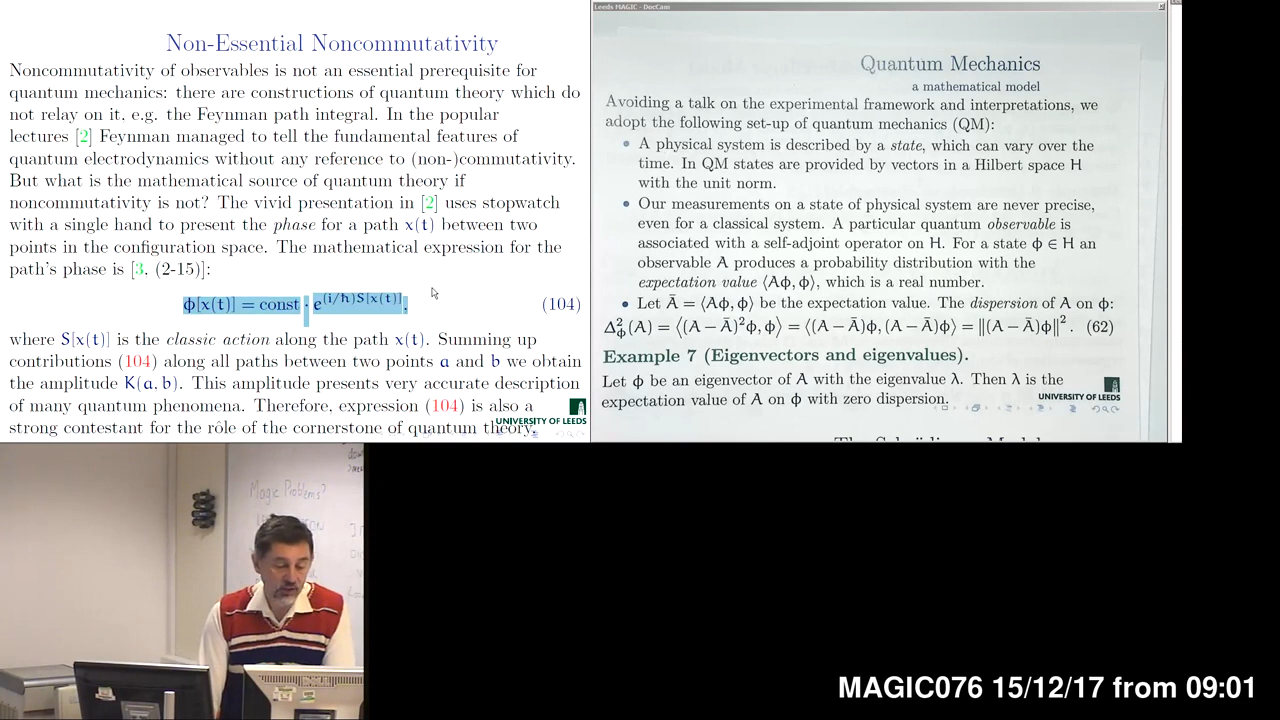 Non-Essential Noncommutativity
Noncommutativity of observables is not an essential prerequisite for
quantum mechanics: there are constructions of quantum theory which do
not relay on it, e.g. the Feynman path integral. In the popular
lectures [2] Feynman managed to tell the fundamental features of
quantum electrodynamics without any reference to (non-)commutativity.
But what is the mathematical source of quantum theory if
noncommutativity is not? The vivid presentation in [2] uses stopwatch
with a single hand to present the phase for a path x(t) between two
points in the configuration space. The mathematical expression for the
path's phase is [3, (2-15)]:
ϕ[x(t)] = const · e^{(i/ħ)S[x(t)]}, (104)
where S[x(t)] is the classic action along the path x(t). Summing up
contributions (104) along all paths between two points a and b we obtain
the amplitude K(a, b). This amplitude presents very accurate description
of many quantum phenomena. Therefore, expression (104) is also a
strong contestant for the rôle of the cornerstone of quantum theory.
UNIVERSITY OF LEEDS
Leeds MAGIC - DocCam
Quantum Mechanics
a mathematical model
Avoiding a talk on the experimental framework and interpretations, we
adopt the following set-up of quantum mechanics (QM):
• A physical system is described by a state, which can vary over the
time. In QM states are provided by vectors in a Hilbert space H
with the unit norm.
• Our measurements on a state of physical system are never precise,
even for a classical system. A particular quantum observable is
associated with a self-adjoint operator on H. For a state ϕ ∈ H an
observable A produces a probability distribution with the
expectation value ⟨Aϕ, ϕ⟩, which is a real number.
• Let Ā = ⟨Aϕ, ϕ⟩ be the expectation value. The dispersion of A on ϕ:
Δ²_ϕ(A) = ⟨(A − Ā)²ϕ, ϕ⟩ = ⟨(A − Ā)ϕ, (A − Ā)ϕ⟩ = ‖(A − Ā)ϕ‖². (62)
Example 7 (Eigenvectors and eigenvalues).
Let ϕ be an eigenvector of A with the eigenvalue λ. Then λ is the
expectation value of A on ϕ with zero dispersion.
UNIVERSITY OF LEEDS
Magic Problems?
MAGIC076 15/12/17 from 09:01